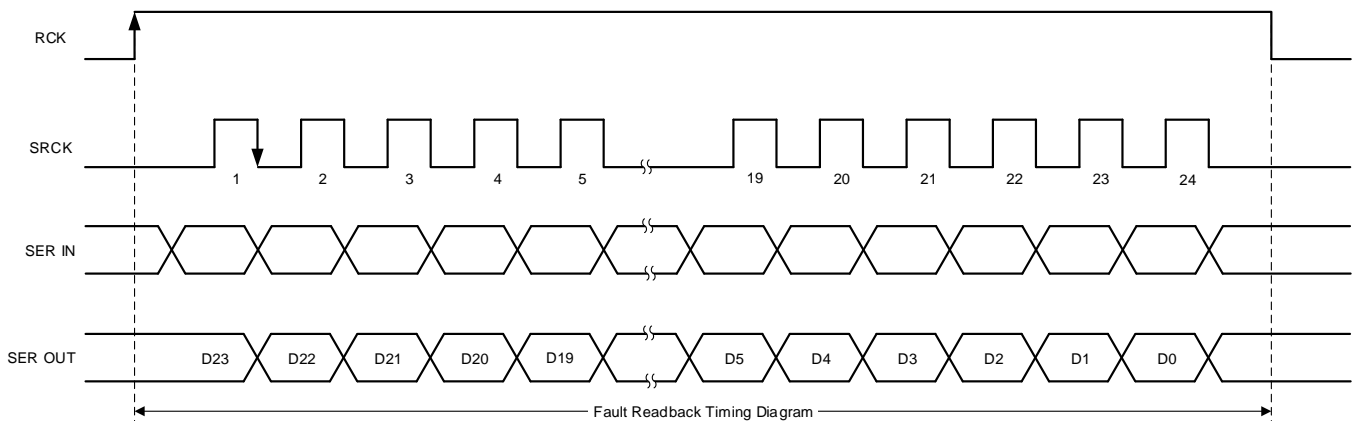 RCK
SRCK
1 2 3 4 5 19 20 21 22 23 24
SER IN
SER OUT
D23 D22 D21 D20 D19 D5 D4 D3 D2 D1 D0
Fault Readback Timing Diagram